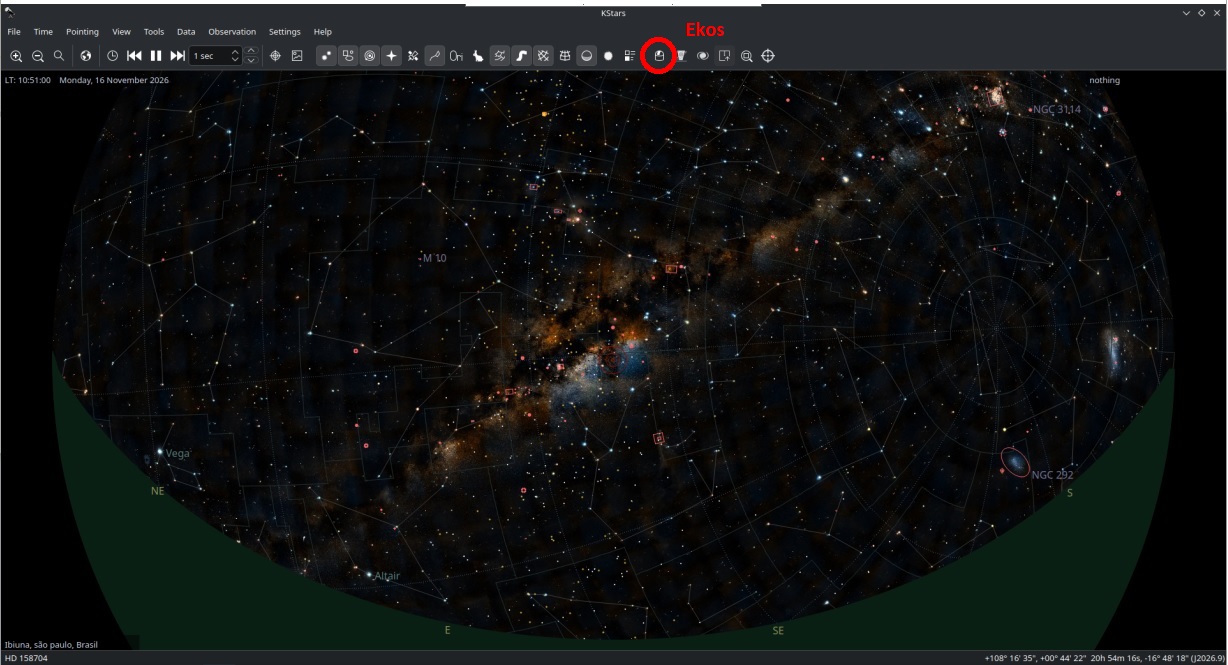 KStars
Ekos
File Time Pointing View Tools Data Observation Settings Help
1 sec
LT: 10:51:00 Monday, 16 November 2026
nothing
NGC 3114
M 10
Vega
NGC 292
NE
S
Altair
E
SE
Ibiuna, são paulo, Brasil
HD 158704
+108° 16' 35", +00° 44' 22" 20h 54m 16s, -16° 48' 18" (J2026.9)